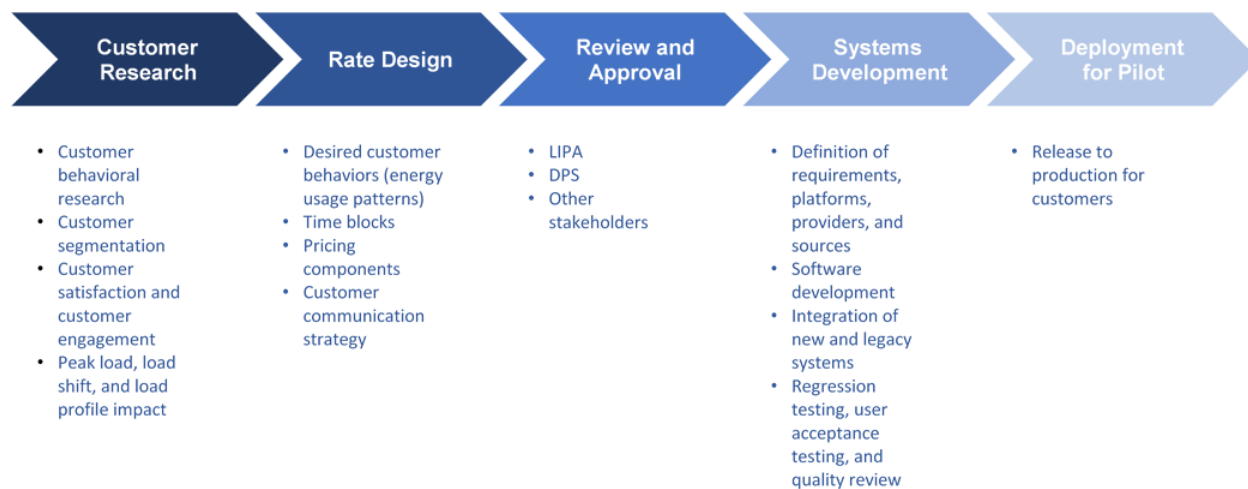 Customer
Research
Rate Design
Review and
Approval
Systems
Development
Deployment
for Pilot
• Customer
behavioral
research
• Customer
segmentation
• Customer
satisfaction and
customer
engagement
• Peak load, load
shift, and load
profile impact
• Desired customer
behaviors (energy
usage patterns)
• Time blocks
• Pricing
components
• Customer
communication
strategy
• LIPA
• DPS
• Other
stakeholders
• Definition of
requirements,
platforms,
providers, and
sources
• Software
development
• Integration of
new and legacy
systems
• Regression
testing, user
acceptance
testing, and
quality review
• Release to
production for
customers